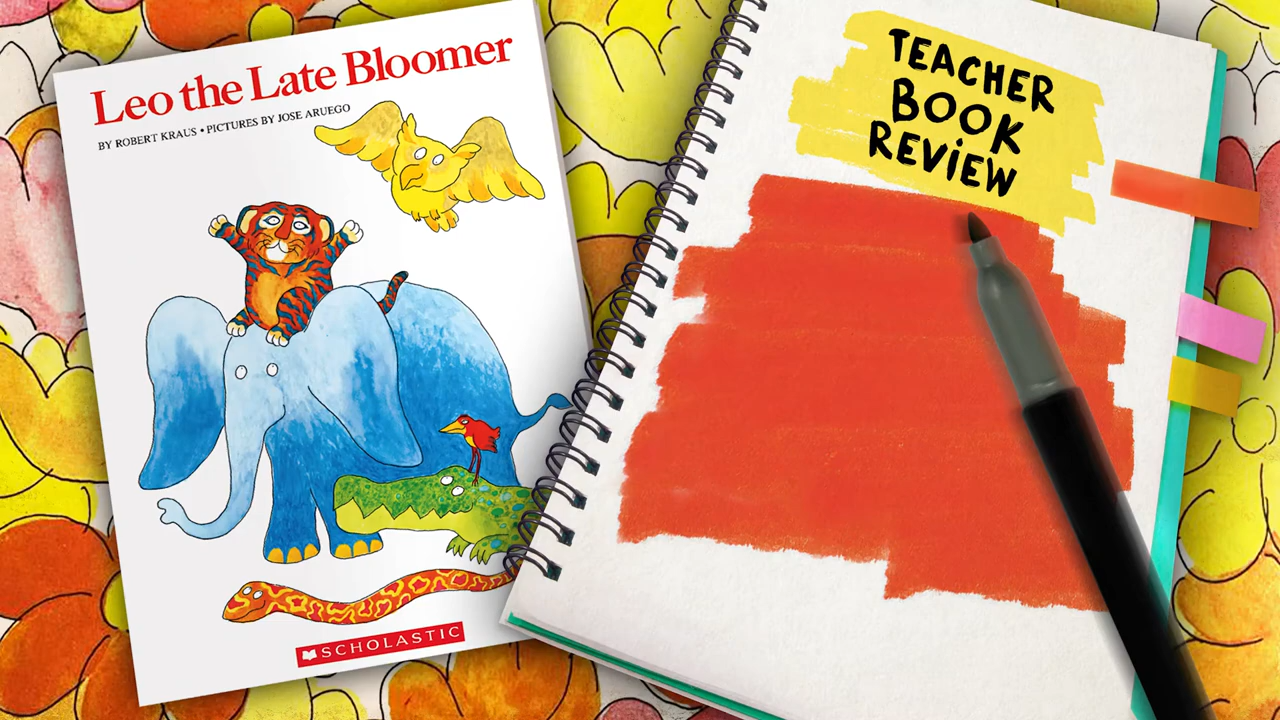 Leo the Late Bloomer
BY ROBERT KRAUS • PICTURES BY JOSE ARUEGO
SCHOLASTIC
TEACHER
BOOK
REVIEW